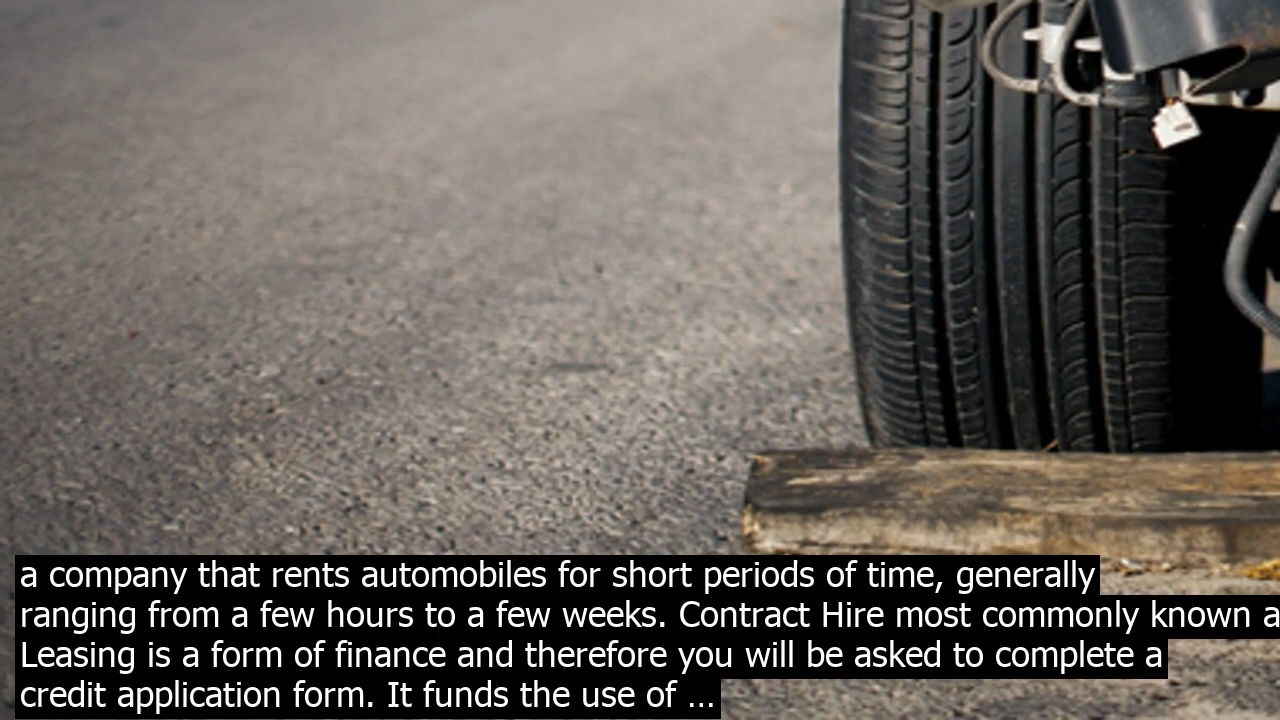 a company that rents automobiles for short periods of time, generally
ranging from a few hours to a few weeks. Contract Hire most commonly known a
Leasing is a form of finance and therefore you will be asked to complete a
credit application form. It funds the use of ...